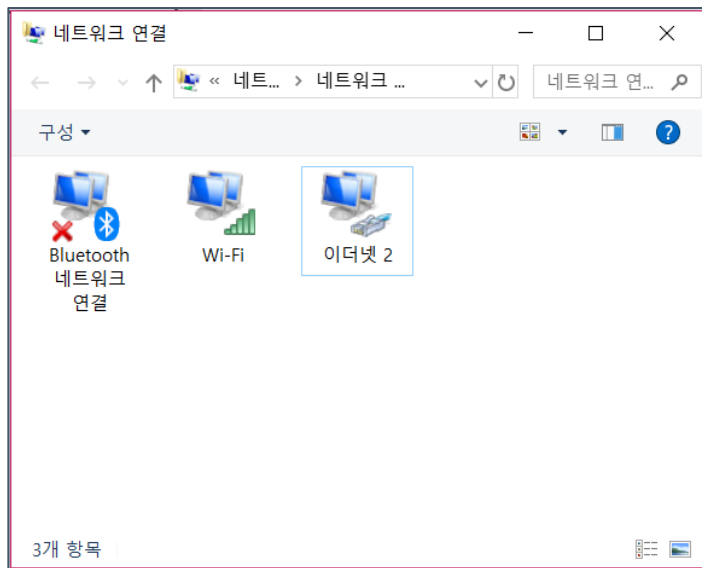 네트워크 연결
« 네트... > 네트워크 ...
네트워크 연...
구성
Bluetooth
네트워크
연결
Wi-Fi
이더넷 2
3개 항목